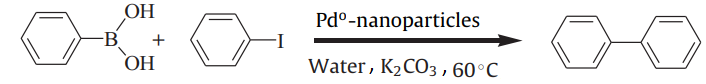 OH
B
OH
+
I
Pd⁰-nanoparticles
Water, K₂CO₃, 60°C